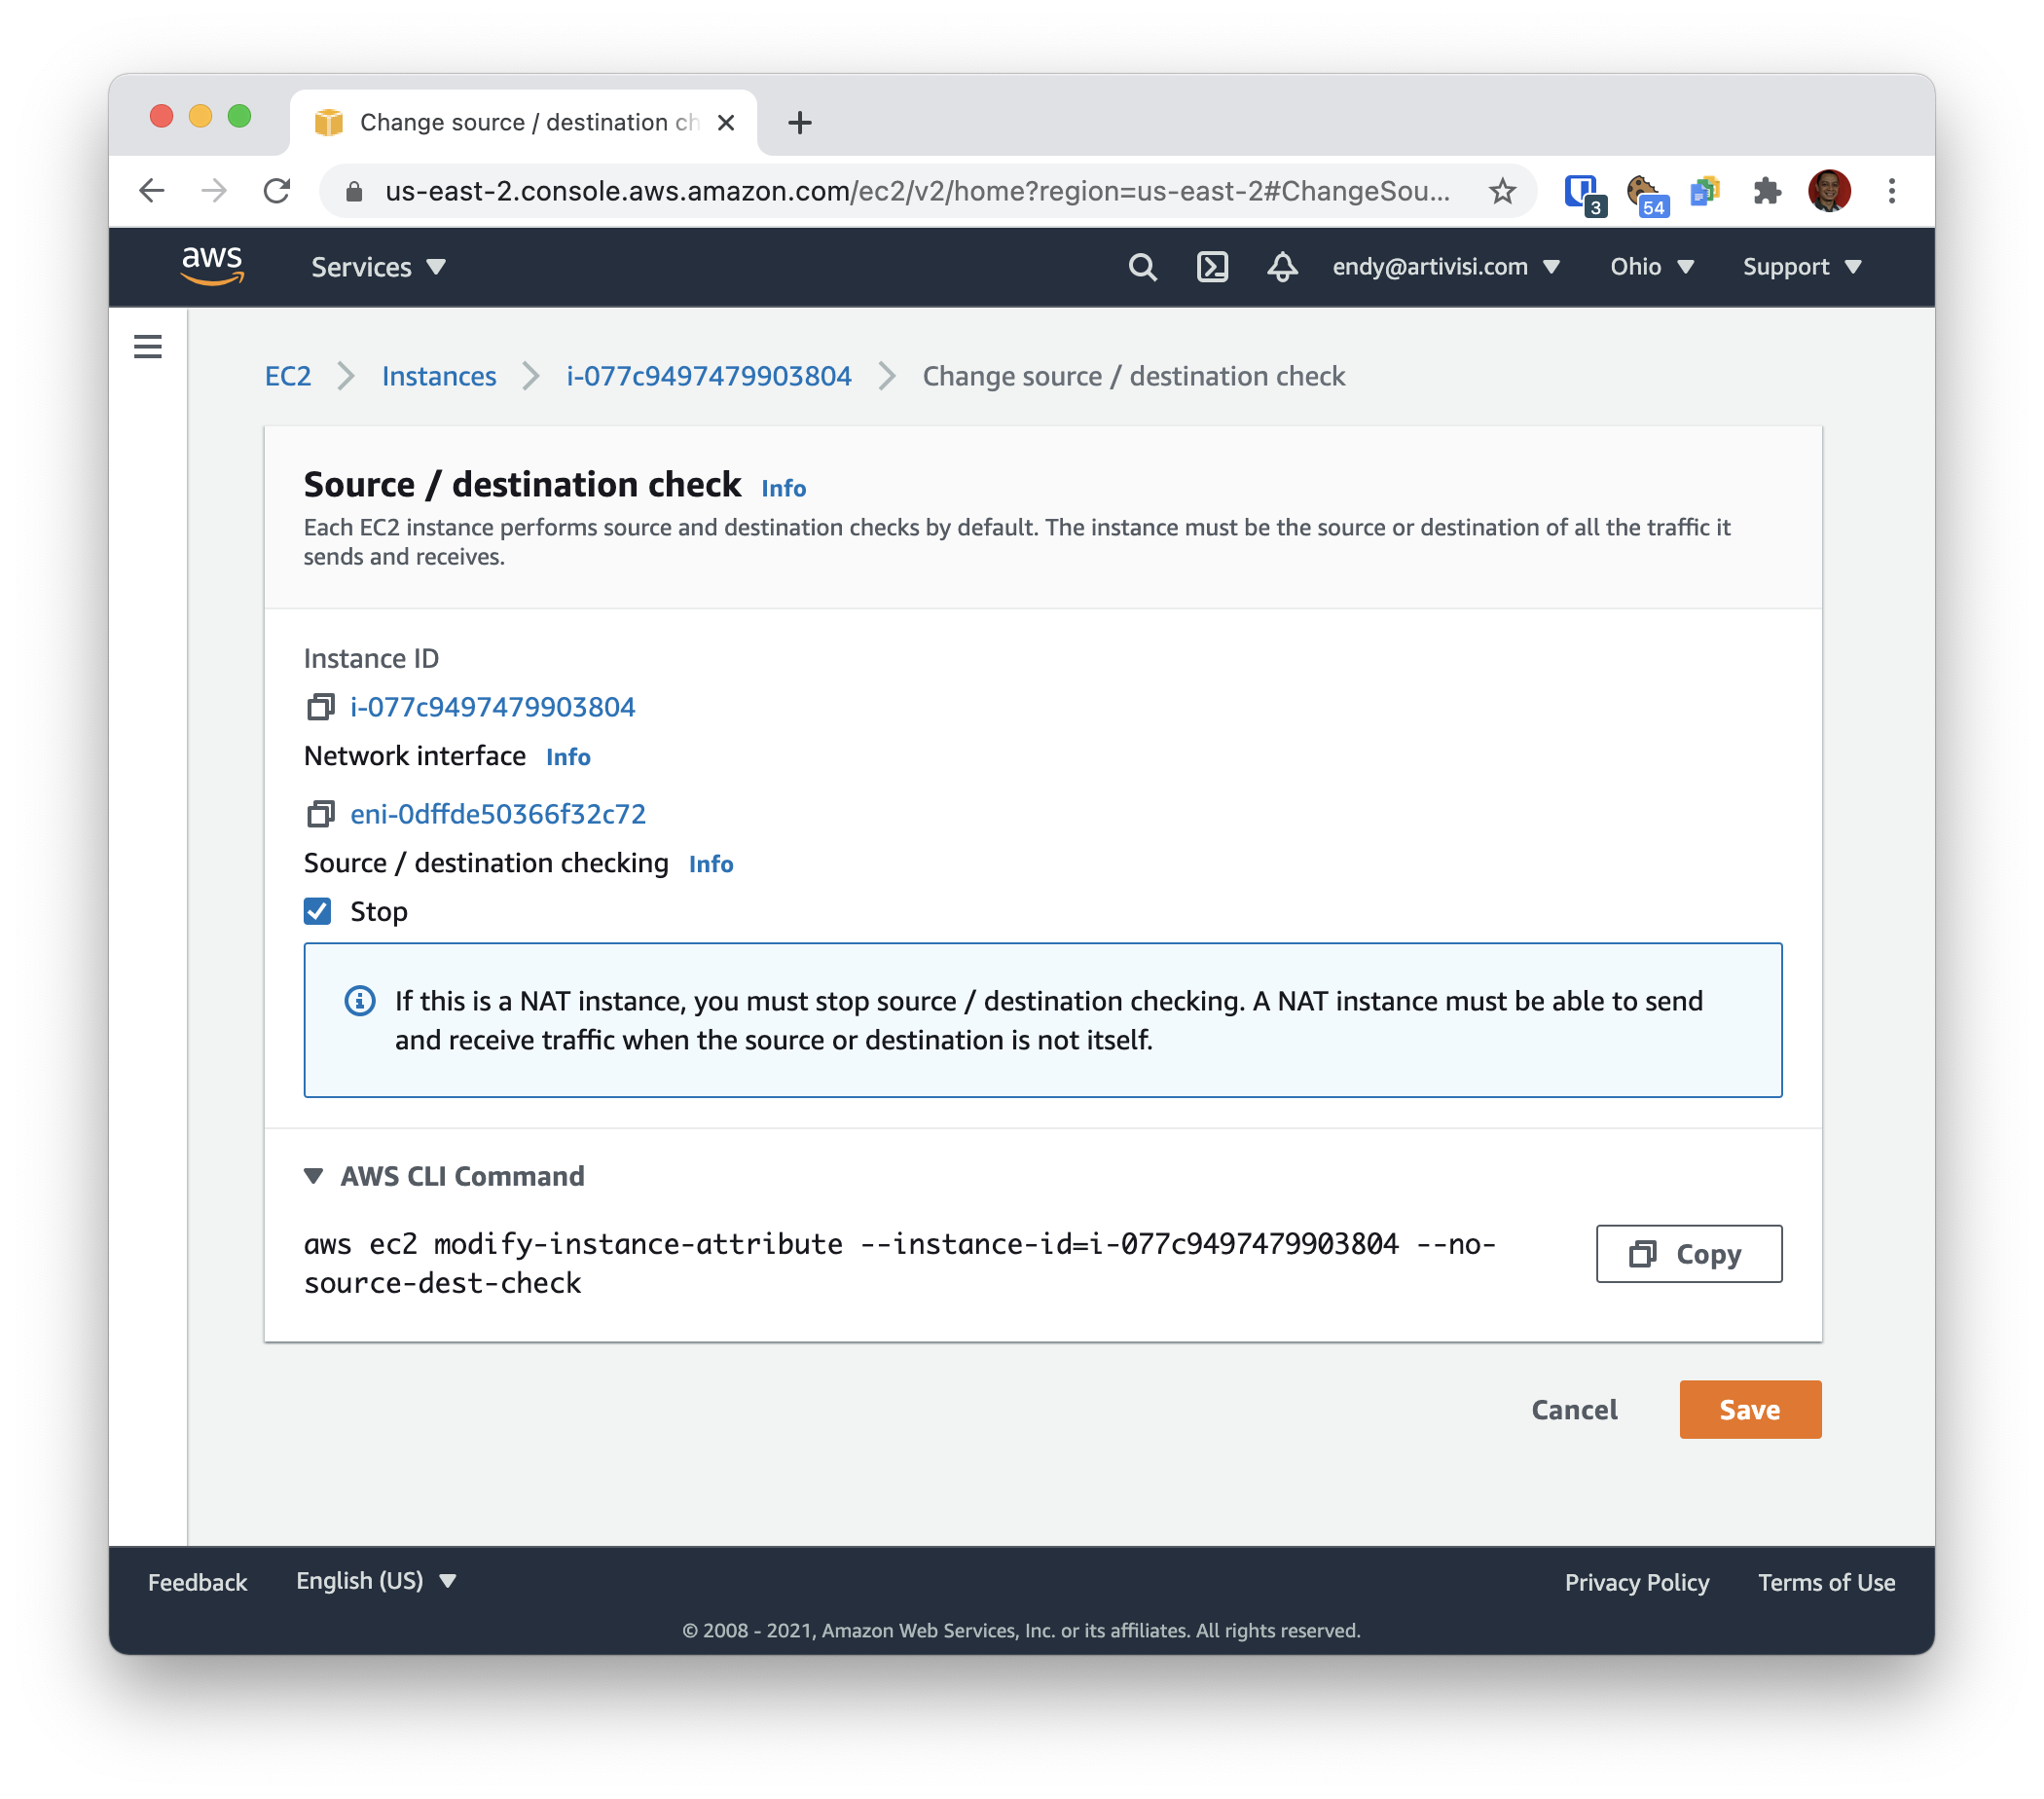 Change source / destination ch
us-east-2.console.aws.amazon.com/ec2/v2/home?region=us-east-2#ChangeSou...
3
54
aws
Services
endy@artivisi.com
Ohio
Support
EC2
Instances
i-077c9497479903804
Change source / destination check
Source / destination check Info
Each EC2 instance performs source and destination checks by default. The instance must be the source or destination of all the traffic it
sends and receives.
Instance ID
i-077c9497479903804
Network interface Info
eni-0dffde50366f32c72
Source / destination checking Info
Stop
If this is a NAT instance, you must stop source / destination checking. A NAT instance must be able to send
and receive traffic when the source or destination is not itself.
AWS CLI Command
aws ec2 modify-instance-attribute --instance-id=i-077c9497479903804 --no-
source-dest-check
Copy
Cancel
Save
Feedback
English (US)
Privacy Policy
Terms of Use
© 2008 - 2021, Amazon Web Services, Inc. or its affiliates. All rights reserved.